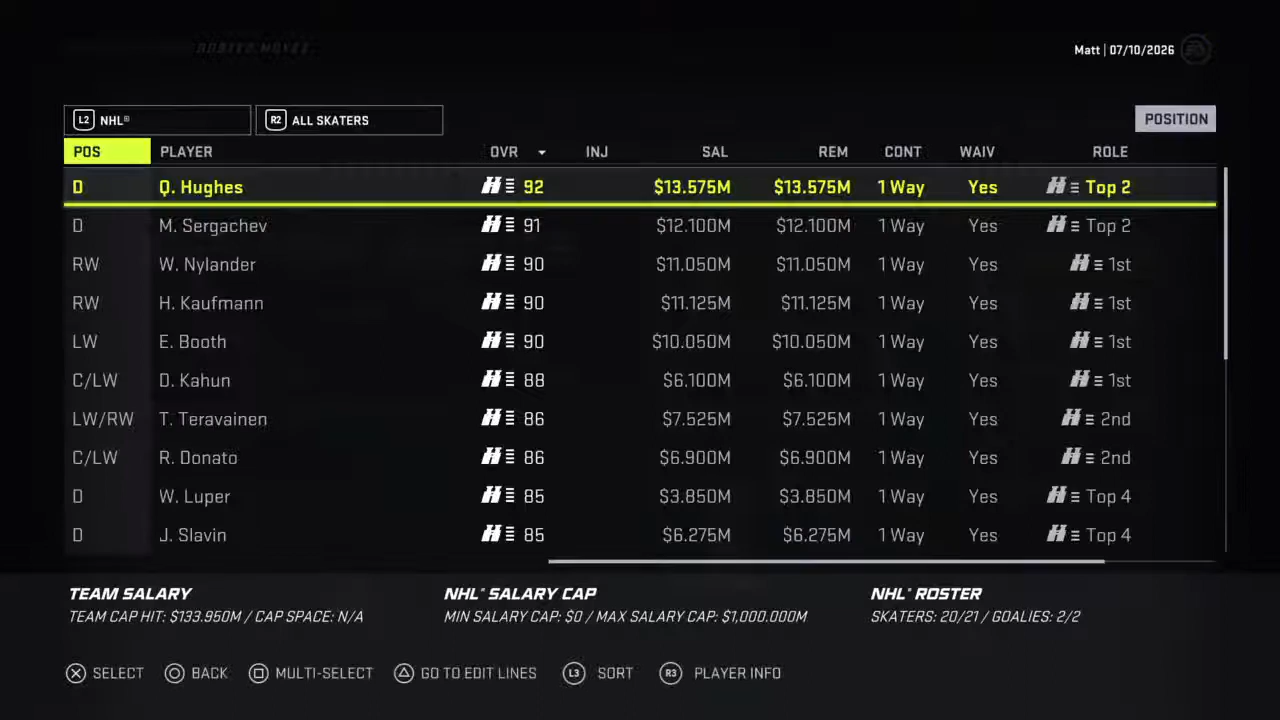 ROSTER MOVES
Matt | 07/10/2026
L2 NHL® R2 ALL SKATERS POSITION
POS PLAYER OVR INJ SAL REM CONT WAIV ROLE
D Q. Hughes 92 $13.575M $13.575M 1 Way Yes Top 2
D M. Sergachev 91 $12.100M $12.100M 1 Way Yes Top 2
RW W. Nylander 90 $11.050M $11.050M 1 Way Yes 1st
RW H. Kaufmann 90 $11.125M $11.125M 1 Way Yes 1st
LW E. Booth 90 $10.050M $10.050M 1 Way Yes 1st
C/LW D. Kahun 88 $6.100M $6.100M 1 Way Yes 1st
LW/RW T. Teravainen 86 $7.525M $7.525M 1 Way Yes 2nd
C/LW R. Donato 86 $6.900M $6.900M 1 Way Yes 2nd
D W. Luper 85 $3.850M $3.850M 1 Way Yes Top 4
D J. Slavin 85 $6.275M $6.275M 1 Way Yes Top 4
TEAM SALARY NHL® SALARY CAP NHL® ROSTER
TEAM CAP HIT: $133.950M / CAP SPACE: N/A MIN SALARY CAP: $0 / MAX SALARY CAP: $1,000.000M SKATERS: 20/21 / GOALIES: 2/2
SELECT BACK MULTI-SELECT GO TO EDIT LINES L3 SORT R3 PLAYER INFO